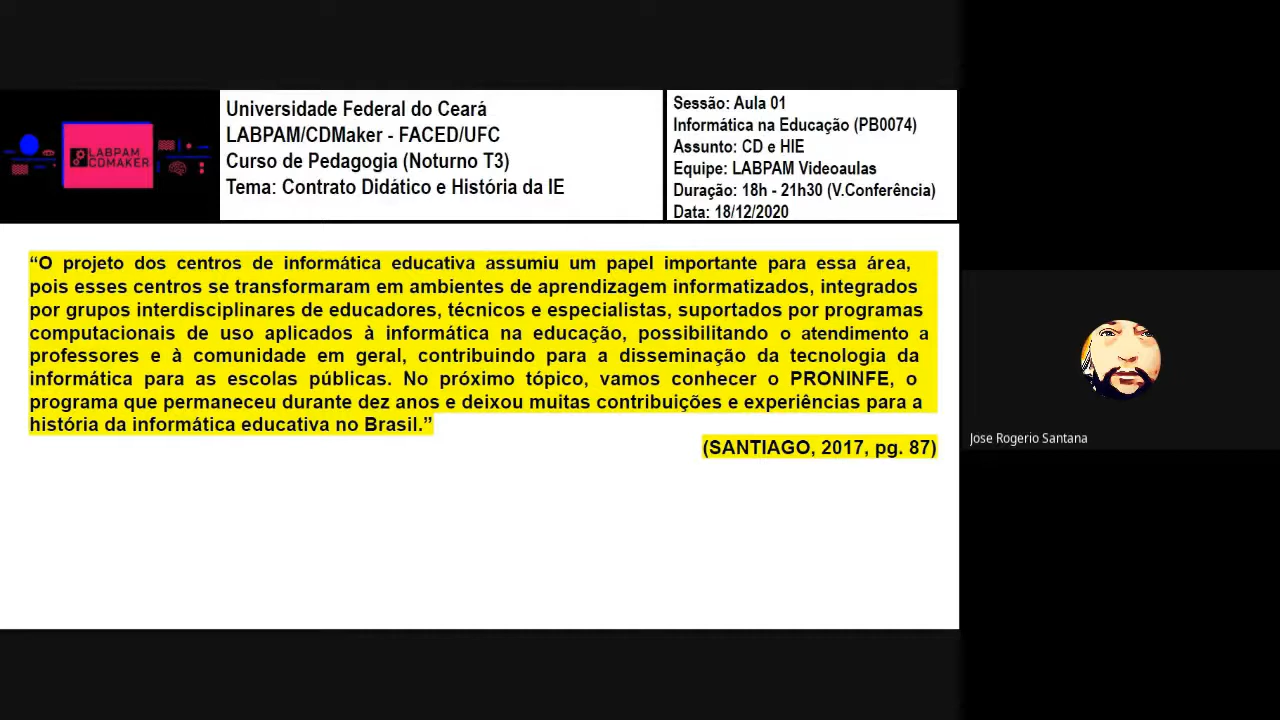 LABPAM
CDMAKER
Universidade Federal do Ceará
LABPAM/CDMaker - FACED/UFC
Curso de Pedagogia (Noturno T3)
Tema: Contrato Didático e História da IE
Sessão: Aula 01
Informática na Educação (PB0074)
Assunto: CD e HIE
Equipe: LABPAM Videoaulas
Duração: 18h - 21h30 (V.Conferência)
Data: 18/12/2020
“O projeto dos centros de informática educativa assumiu um papel importante para essa área,
pois esses centros se transformaram em ambientes de aprendizagem informatizados, integrados
por grupos interdisciplinares de educadores, técnicos e especialistas, suportados por programas
computacionais de uso aplicados à informática na educação, possibilitando o atendimento a
professores e à comunidade em geral, contribuindo para a disseminação da tecnologia da
informática para as escolas públicas. No próximo tópico, vamos conhecer o PRONINFE, o
programa que permaneceu durante dez anos e deixou muitas contribuições e experiências para a
história da informática educativa no Brasil.”
(SANTIAGO, 2017, pg. 87)
Jose Rogerio Santana